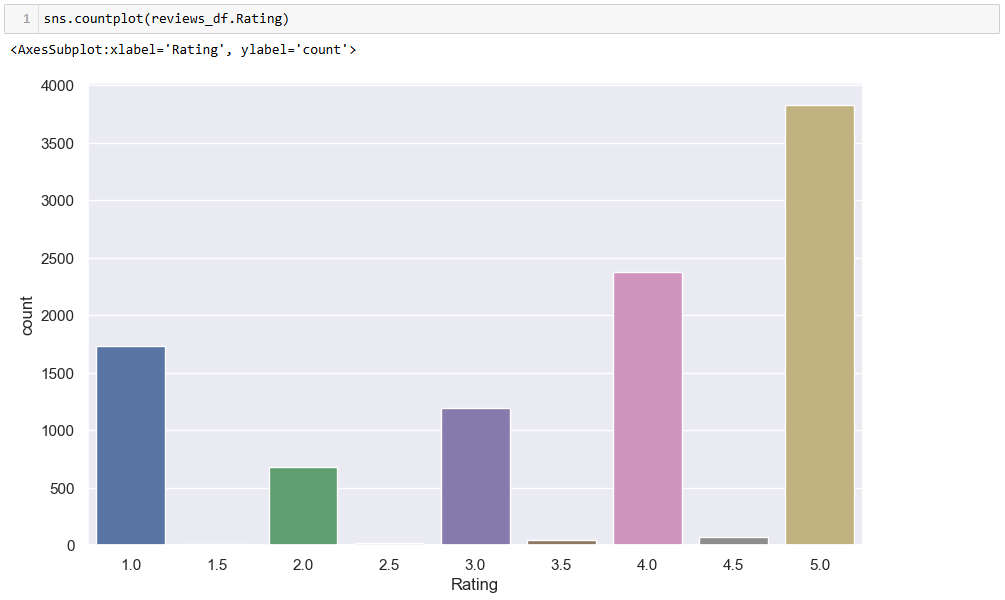 1 sns.countplot(reviews_df.Rating)
<AxesSubplot:xlabel='Rating', ylabel='count'>
4000
3500
3000
2500
2000
1500
1000
500
0
count
1.0 1.5 2.0 2.5 3.0 3.5 4.0 4.5 5.0
Rating